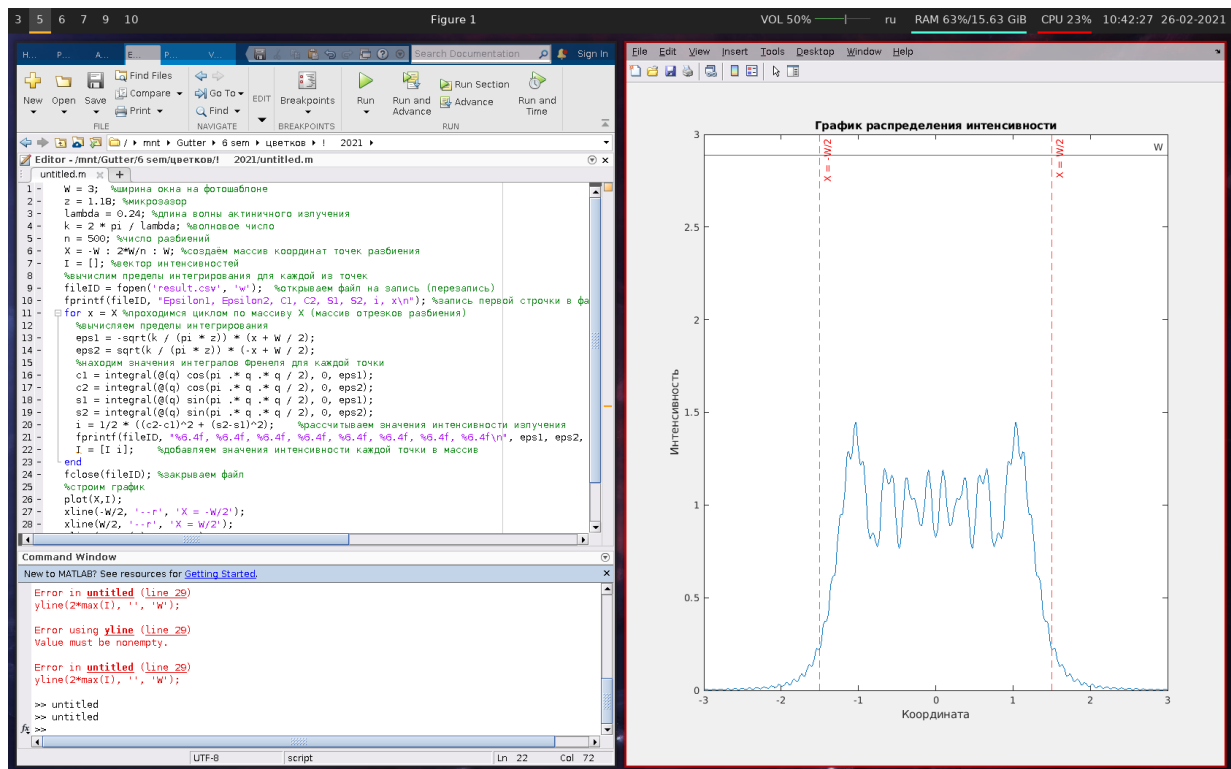 3 5 6 7 9 10 Figure 1 VOL 50% ru RAM 63%/15.63 GiB CPU 23% 10:42:27 26-02-2021
H... P... A... E... P... V... Search Documentation Sign In
New Open Save Find Files Compare Print Go To Find EDIT Breakpoints Run Run and Advance Run Section Advance Run and Time
FILE NAVIGATE BREAKPOINTS RUN
/ mnt Gutter 6 sem цветков ! 2021
Editor - /mnt/Gutter/6 sem/цветков/! 2021/untitled.m
untitled.m × +
1 - W = 3; %ширина окна на фотошаблоне
2 - z = 1.18; %микрозазор
3 - lambda = 0.24; %длина волны актиничного излучения
4 - k = 2 * pi / lambda; %волновое число
5 - n = 500; %число разбиений
6 - X = -W : 2*W/n : W; %создаём массив координат точек разбиения
7 - I = []; %вектор интенсивностей
8 %вычислим пределы интегрирования для каждой из точек
9 - fileID = fopen('result.csv', 'w'); %открываем файл на запись (перезапись)
10 - fprintf(fileID, "Epsilon1, Epsilon2, C1, C2, S1, S2, i, x\n"); %запись первой строчки в фа
11 - for x = X %проходимся циклом по массиву X (массив отрезков разбиения)
12 %вычисляем пределы интегрирования
13 - eps1 = -sqrt(k / (pi * z)) * (x + W / 2);
14 - eps2 = sqrt(k / (pi * z)) * (-x + W / 2);
15 %находим значения интегралов Френеля для каждой точки
16 - c1 = integral(@(q) cos(pi .* q .* q / 2), 0, eps1);
17 - c2 = integral(@(q) cos(pi .* q .* q / 2), 0, eps2);
18 - s1 = integral(@(q) sin(pi .* q .* q / 2), 0, eps1);
19 - s2 = integral(@(q) sin(pi .* q .* q / 2), 0, eps2);
20 - i = 1/2 * ((c2-c1)^2 + (s2-s1)^2); %рассчитываем значения интенсивности излучения
21 - fprintf(fileID, "%6.4f, %6.4f, %6.4f, %6.4f, %6.4f, %6.4f, %6.4f, %6.4f\n", eps1, eps2,
22 - I = [I i]; %добавляем значения интенсивности каждой точки в массив
23 - end
24 - fclose(fileID); %закрываем файл
25 %строим график
26 - plot(X,I);
27 - xline(-W/2, '--r', 'X = -W/2');
28 - xline(W/2, '--r', 'X = W/2');
Command Window
New to MATLAB? See resources for Getting Started.
Error in untitled (line 29)
yline(2*max(I), '', 'W');
Error using yline (line 29)
Value must be nonempty.
Error in untitled (line 29)
yline(2*max(I), '', 'W');
>> untitled
>> untitled
fx >>
UTF-8 script Ln 22 Col 72
File Edit View Insert Tools Desktop Window Help
График распределения интенсивности
W
X = -W/2
X = W/2
3
2.5
2
1.5
1
0.5
0
Интенсивность
-3 -2 -1 0 1 2 3
Координата